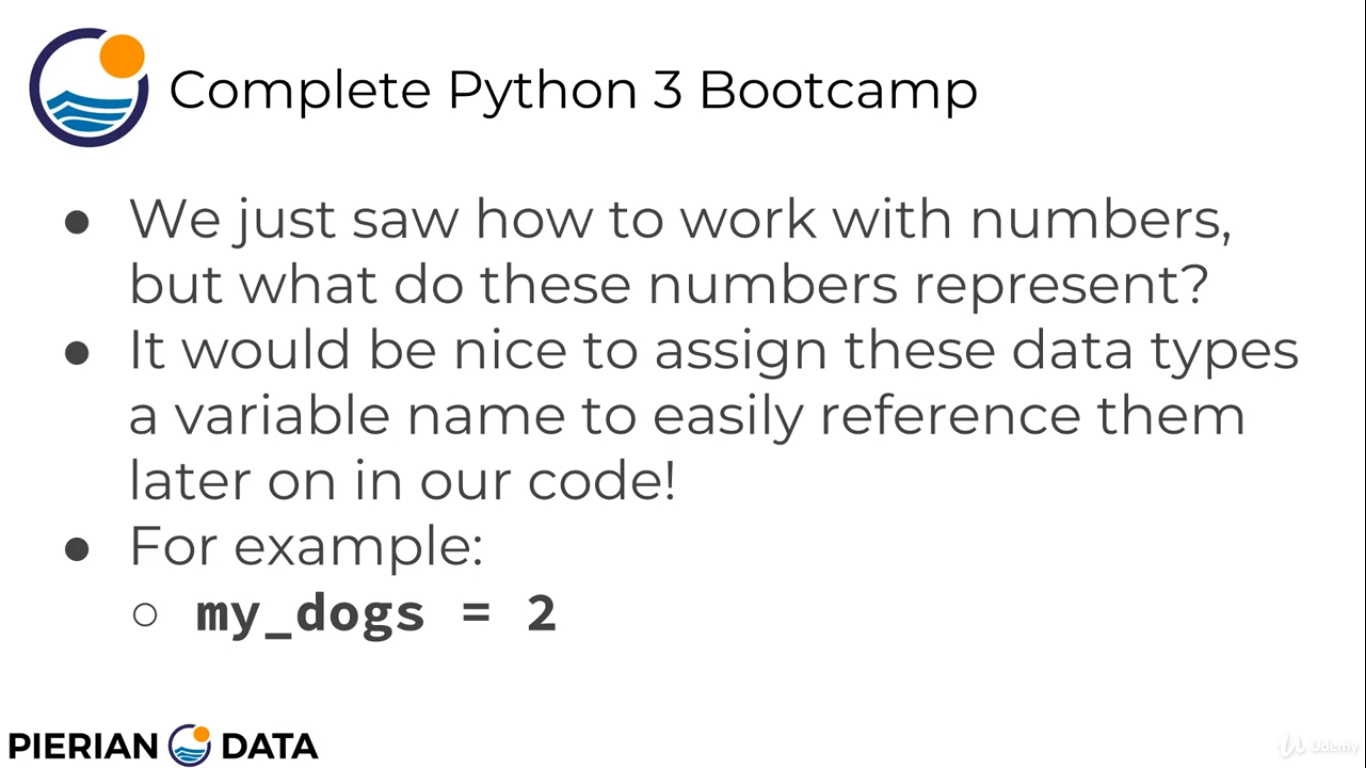 Complete Python 3 Bootcamp
● We just saw how to work with numbers,
but what do these numbers represent?
● It would be nice to assign these data types
a variable name to easily reference them
later on in our code!
● For example:
○ my_dogs = 2
PIERIAN DATA
Udemy